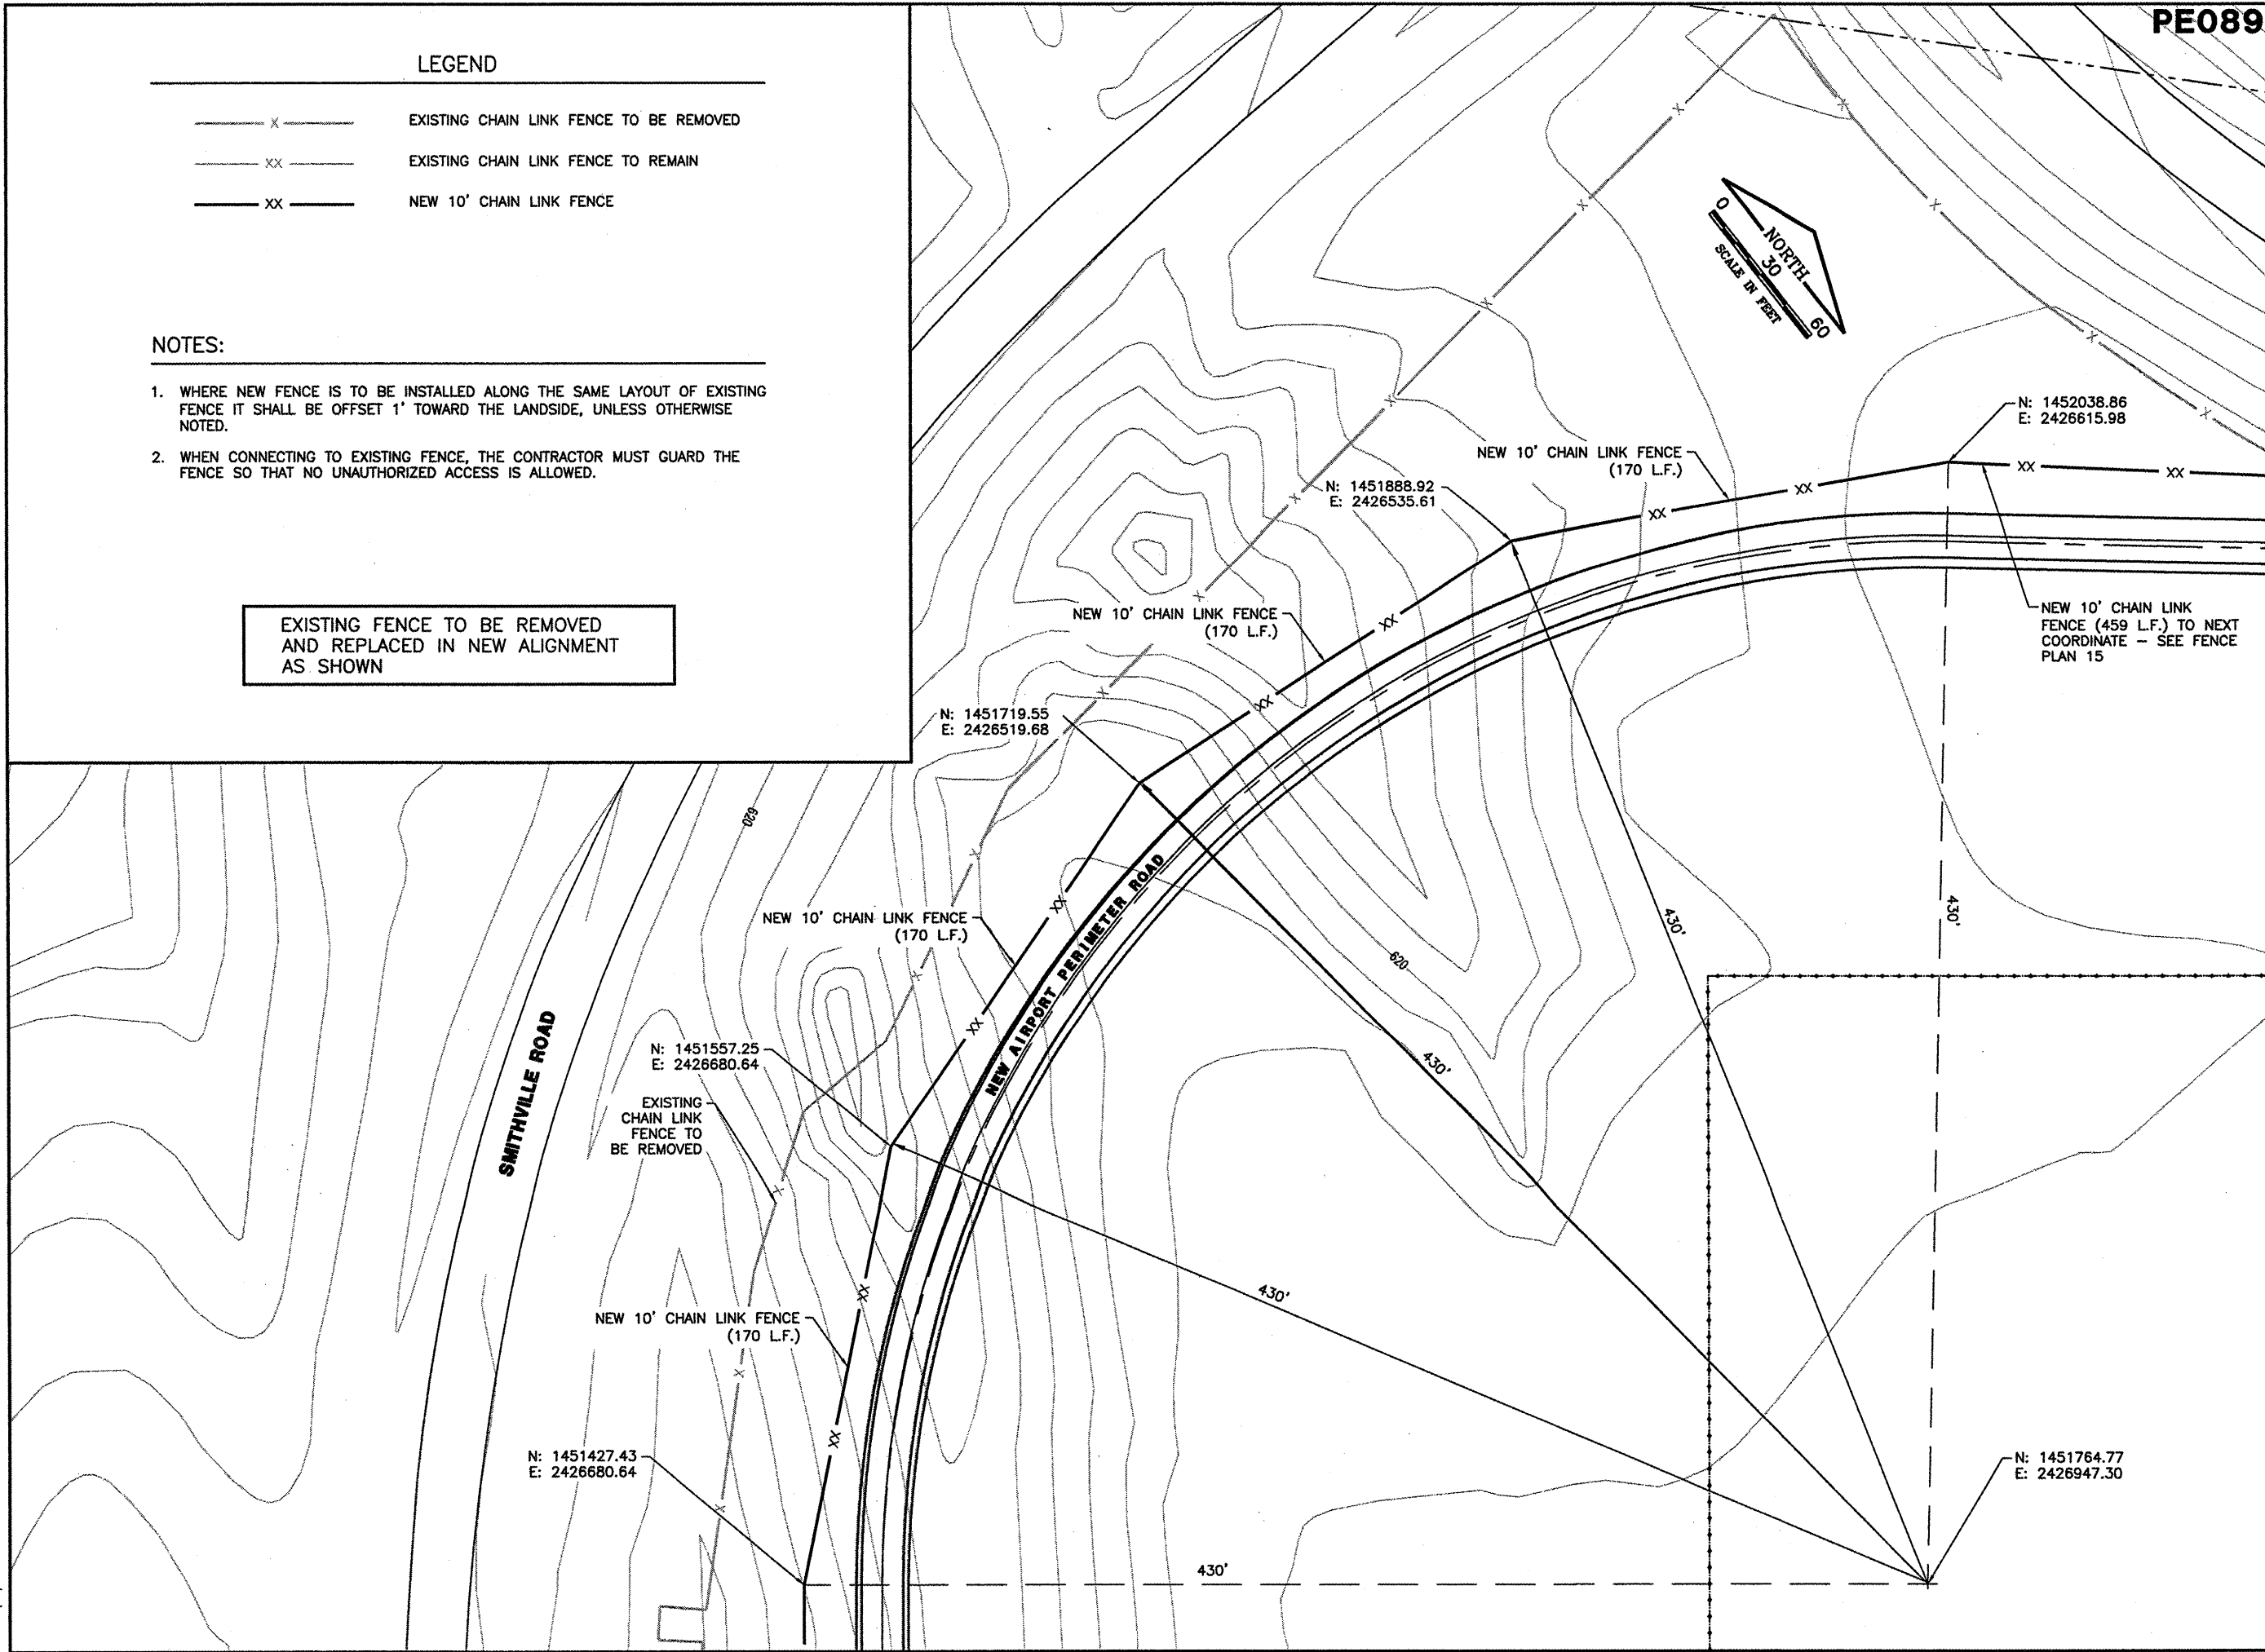 PE089
LEGEND
X EXISTING CHAIN LINK FENCE TO BE REMOVED
XX EXISTING CHAIN LINK FENCE TO REMAIN
XX NEW 10' CHAIN LINK FENCE
NOTES:
1. WHERE NEW FENCE IS TO BE INSTALLED ALONG THE SAME LAYOUT OF EXISTING
FENCE IT SHALL BE OFFSET 1' TOWARD THE LANDSIDE, UNLESS OTHERWISE
NOTED.
2. WHEN CONNECTING TO EXISTING FENCE, THE CONTRACTOR MUST GUARD THE
FENCE SO THAT NO UNAUTHORIZED ACCESS IS ALLOWED.
EXISTING FENCE TO BE REMOVED
AND REPLACED IN NEW ALIGNMENT
AS SHOWN
NORTH
0 30 60
SCALE IN FEET
N: 1452038.86
E: 2426615.98
NEW 10' CHAIN LINK FENCE
(170 L.F.)
N: 1451888.92
E: 2426535.61
NEW 10' CHAIN LINK FENCE
(170 L.F.)
NEW 10' CHAIN LINK
FENCE (459 L.F.) TO NEXT
COORDINATE – SEE FENCE
PLAN 15
N: 1451719.55
E: 2426519.68
620
NEW 10' CHAIN LINK FENCE
(170 L.F.)
NEW AIRPORT PERIMETER ROAD
430'
430'
620
430'
SMITHVILLE ROAD
N: 1451557.25
E: 2426680.64
EXISTING
CHAIN LINK
FENCE TO
BE REMOVED
430'
NEW 10' CHAIN LINK FENCE
(170 L.F.)
N: 1451427.43
E: 2426680.64
N: 1451764.77
E: 2426947.30
430'